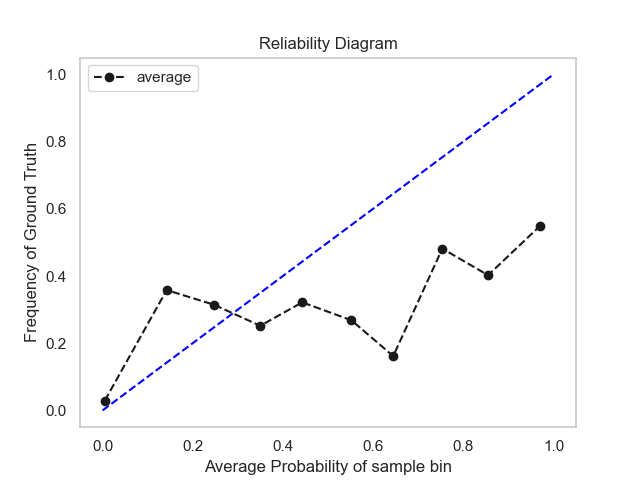 Reliability Diagram
average
Frequency of Ground Truth
1.0
0.8
0.6
0.4
0.2
0.0
0.0 0.2 0.4 0.6 0.8 1.0
Average Probability of sample bin